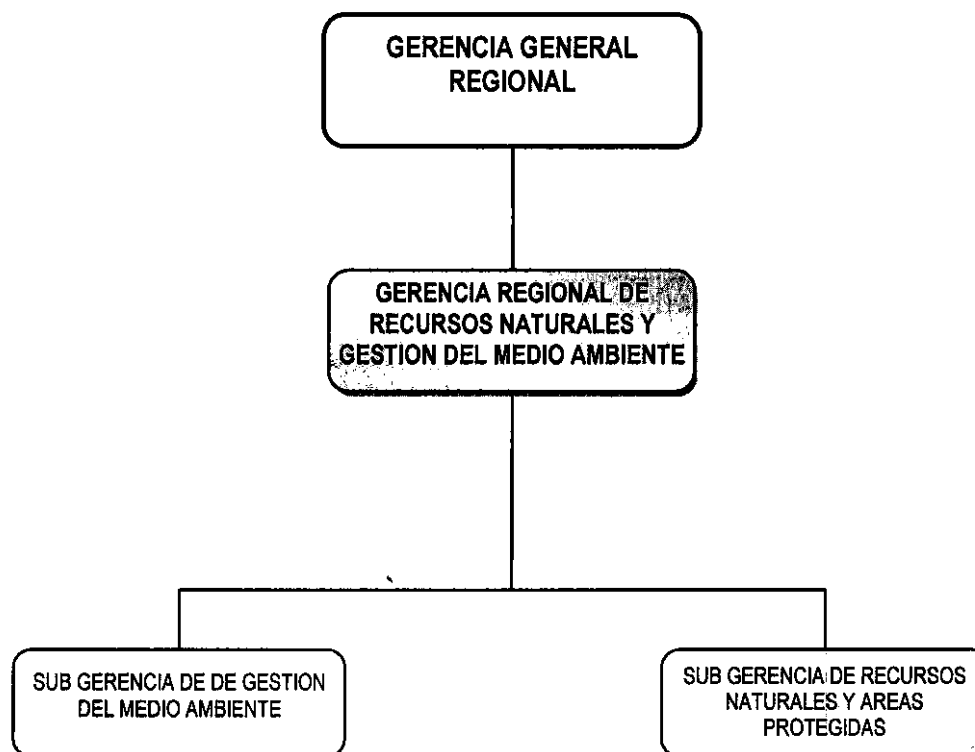 GERENCIA GENERAL
REGIONAL
GERENCIA REGIONAL DE
RECURSOS NATURALES Y
GESTION DEL MEDIO AMBIENTE
SUB GERENCIA DE DE GESTION
DEL MEDIO AMBIENTE
SUB GERENCIA DE RECURSOS
NATURALES Y AREAS
PROTEGIDAS